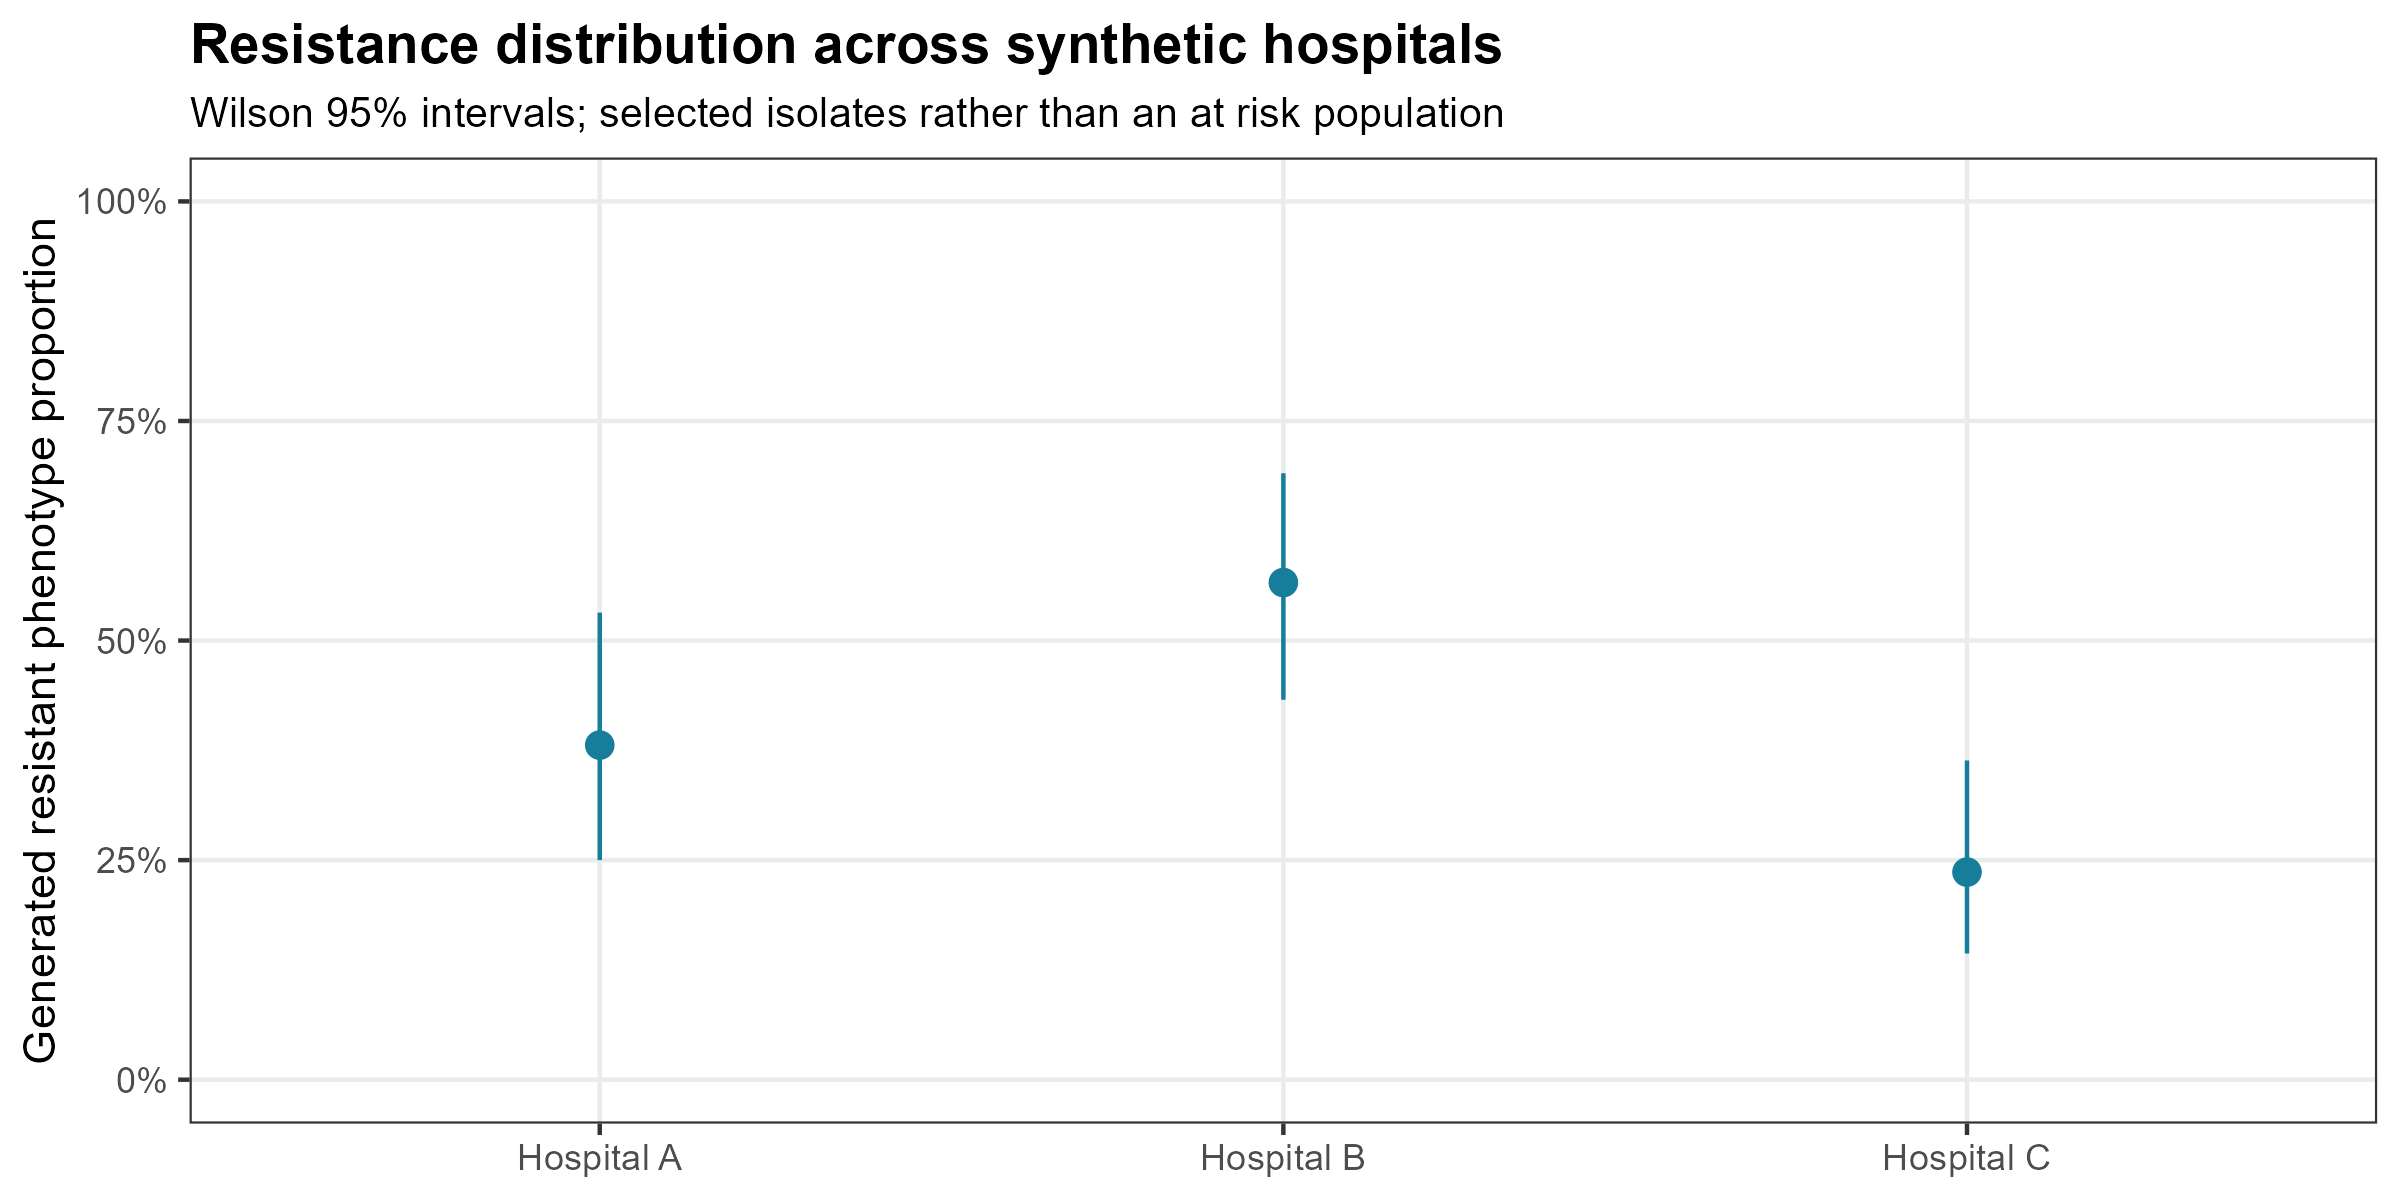 Resistance distribution across synthetic hospitals
Wilson 95% intervals; selected isolates rather than an at risk population
Generated resistant phenotype proportion
100%
75%
50%
25%
0%
Hospital A
Hospital B
Hospital C